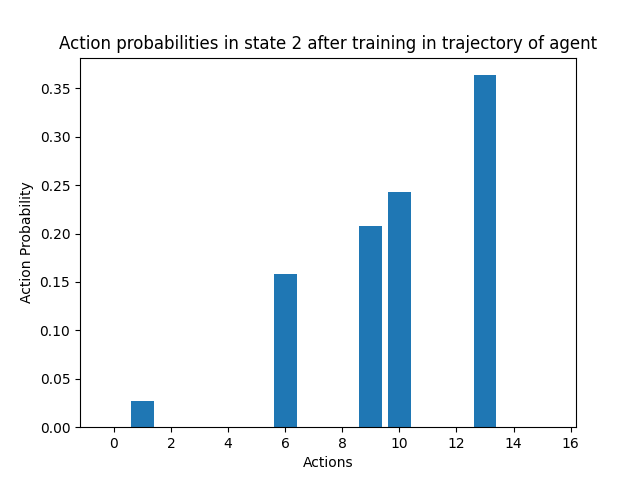 Action probabilities in state 2 after training in trajectory of agent
Action Probability
0.35
0.30
0.25
0.20
0.15
0.10
0.05
0.00
0 2 4 6 8 10 12 14 16
Actions